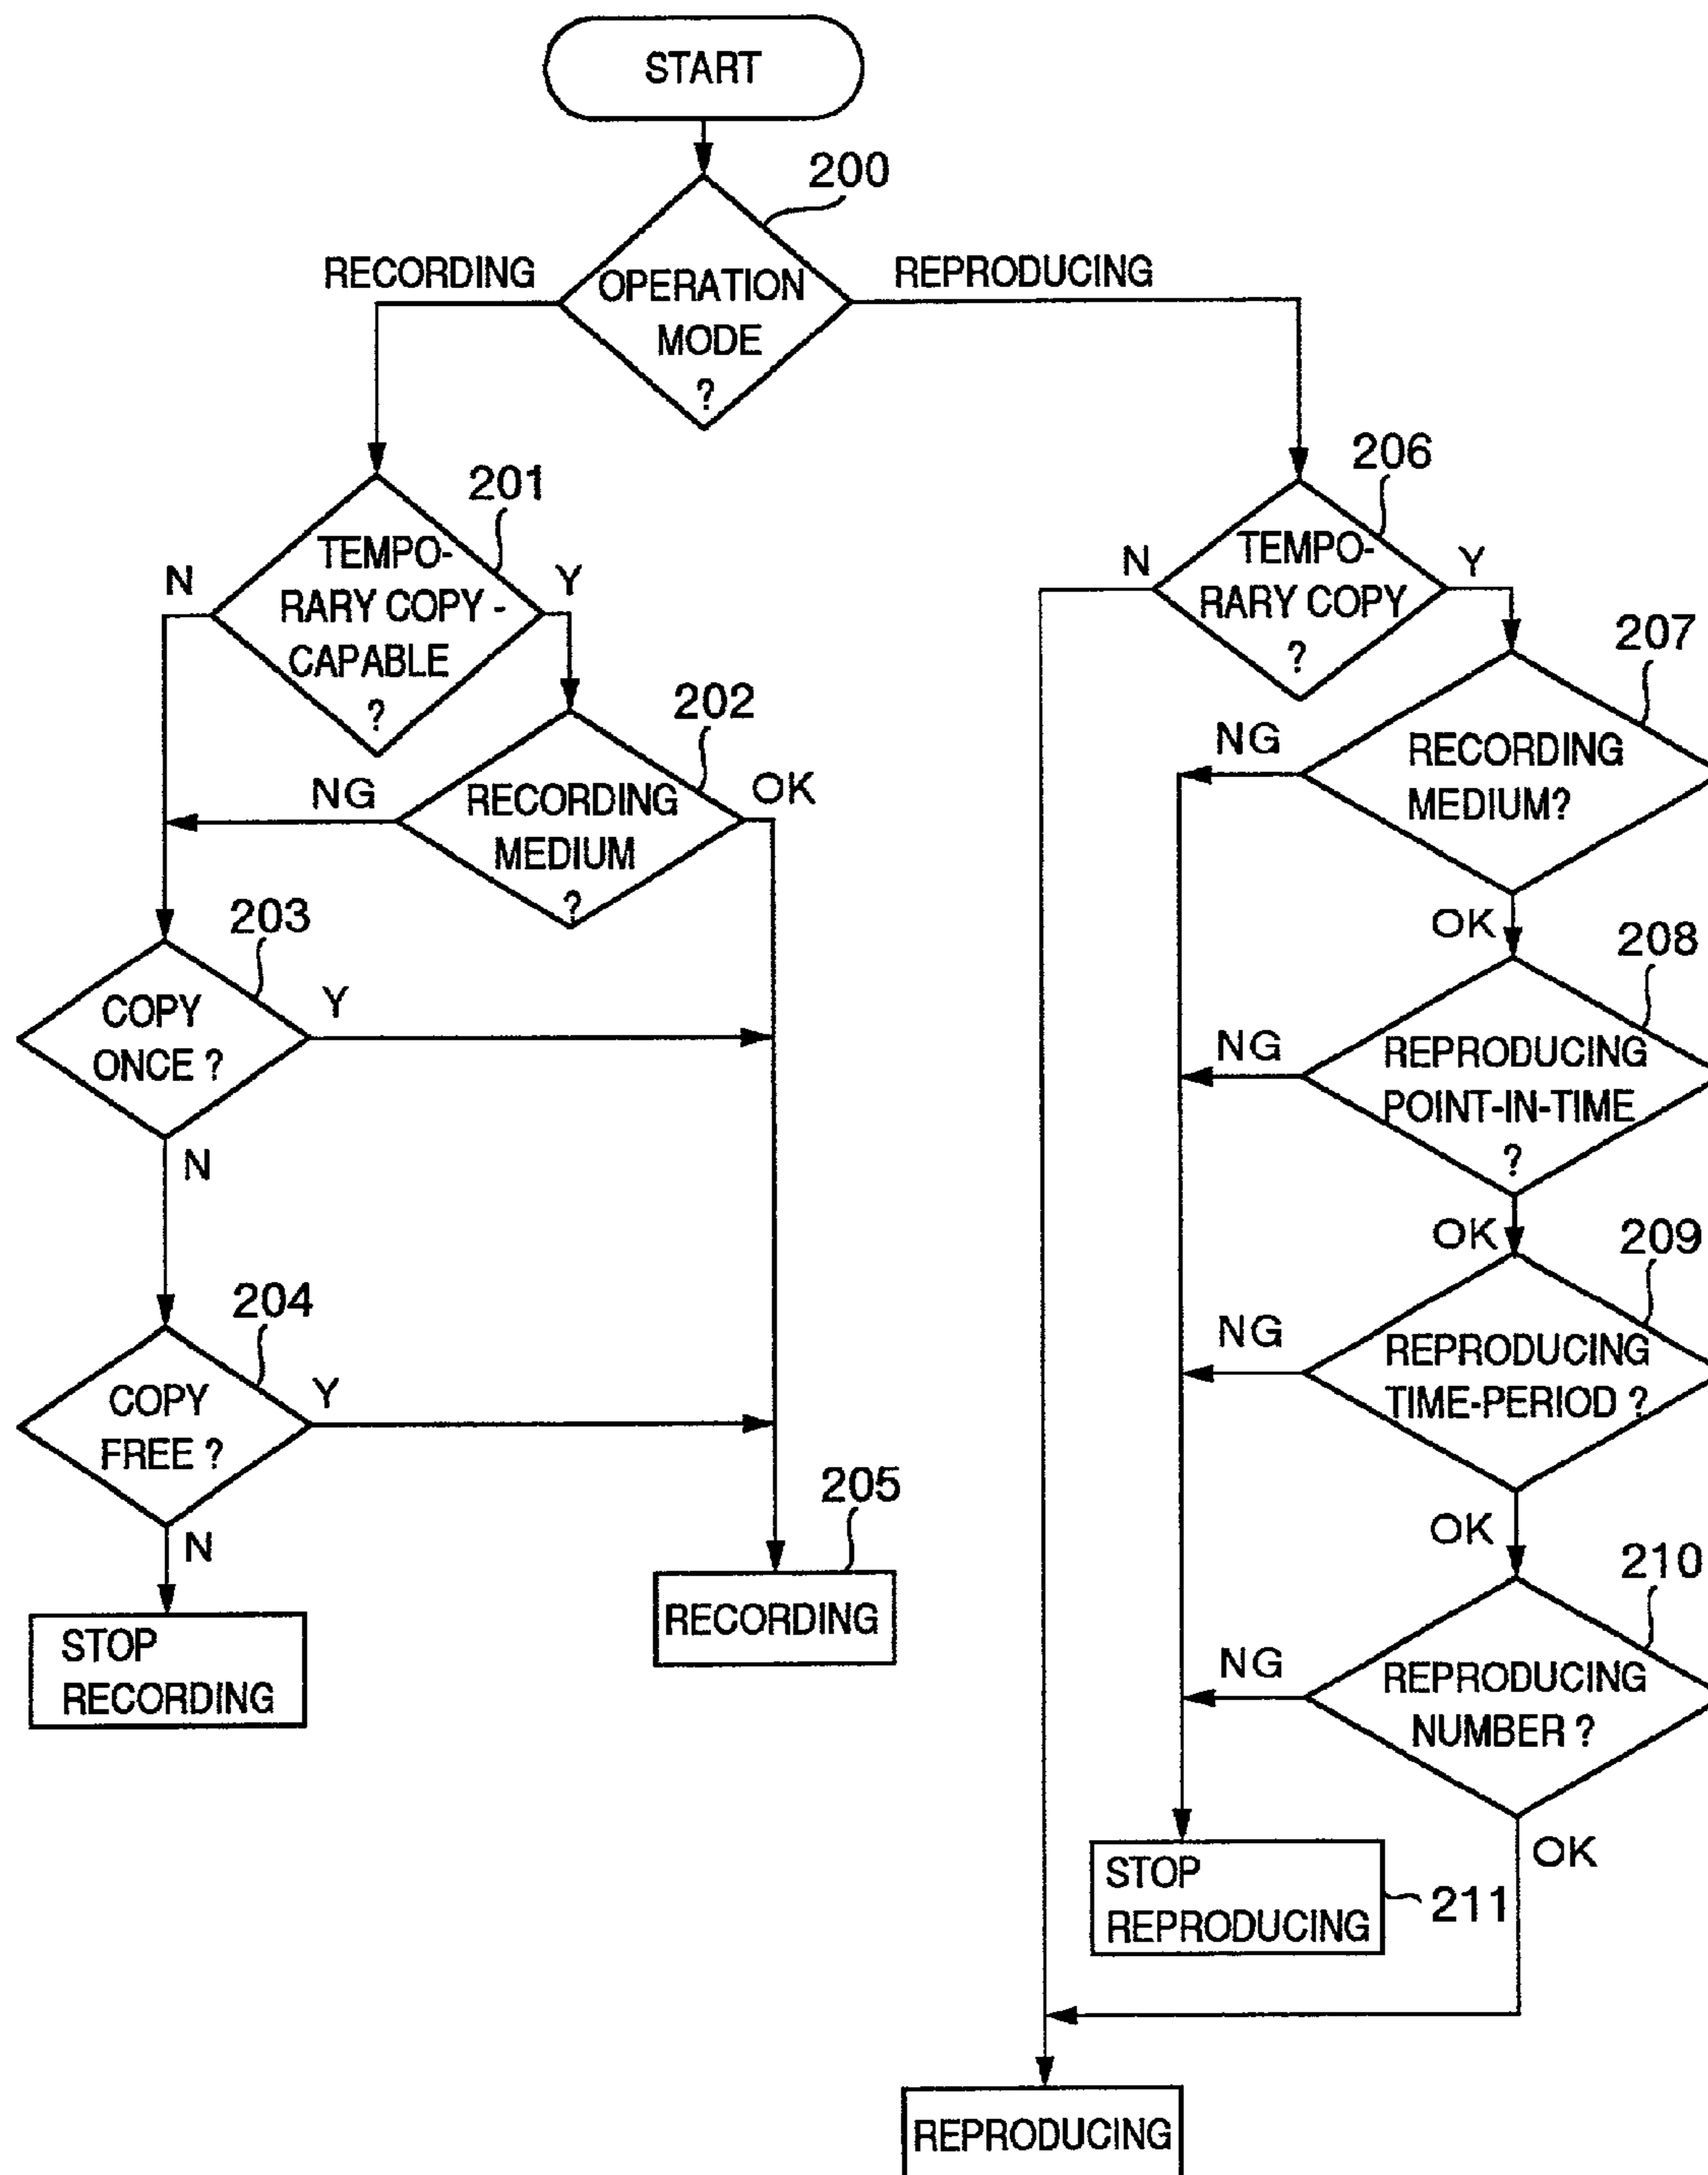 START
200
RECORDING
REPRODUCING
OPERATION
MODE
?
201
TEMPO-
RARY COPY -
CAPABLE
?
N
Y
202
RECORDING
MEDIUM
?
NG
OK
203
COPY
ONCE ?
Y
N
204
COPY
FREE ?
Y
N
STOP
RECORDING
205
RECORDING
206
TEMPO-
RARY COPY
?
N
Y
207
RECORDING
MEDIUM?
NG
OK
208
REPRODUCING
POINT-IN-TIME
?
NG
OK
209
REPRODUCING
TIME-PERIOD ?
NG
OK
210
REPRODUCING
NUMBER ?
NG
OK
STOP
REPRODUCING
211
REPRODUCING